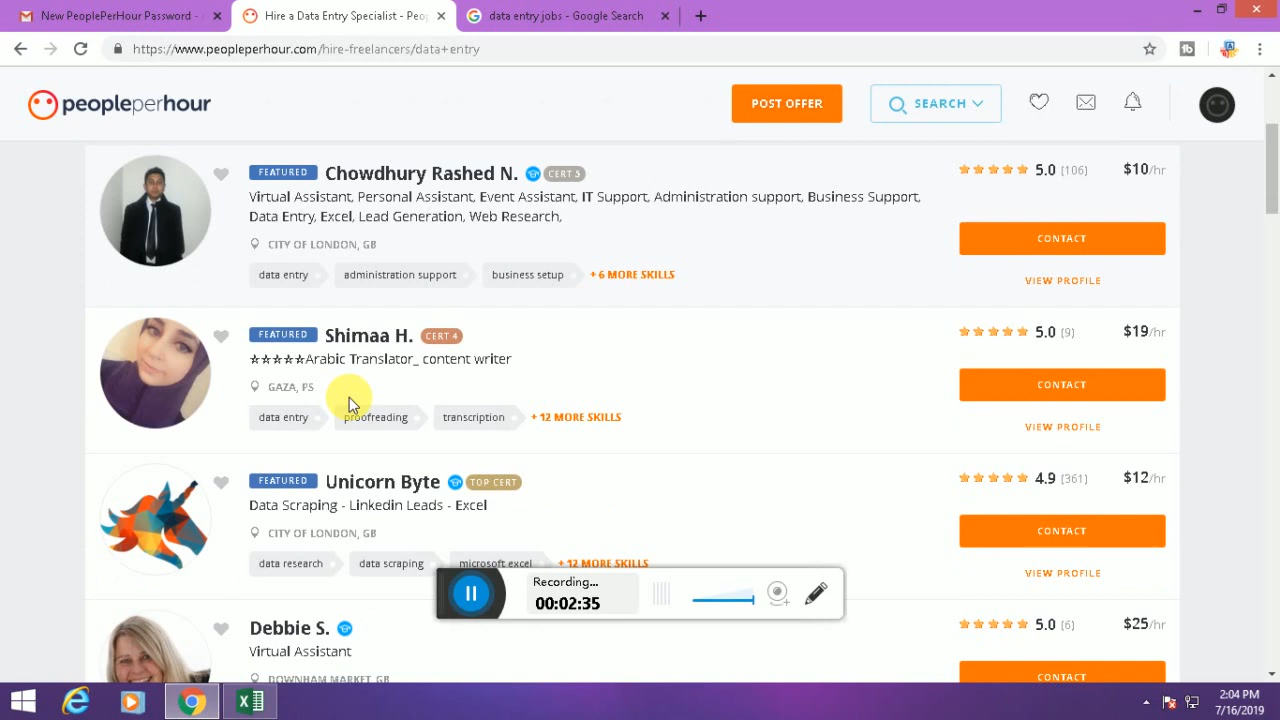 New PeoplePerHour Password -
Hire a Data Entry Specialist - Peo
data entry jobs - Google Search
https://www.peopleperhour.com/hire-freelancers/data+entry
peopleperhour
POST OFFER
SEARCH
FEATURED
Chowdhury Rashed N.
CERT 5
5.0 (106)
$10/hr
Virtual Assistant, Personal Assistant, Event Assistant, IT Support, Administration support, Business Support,
Data Entry, Excel, Lead Generation, Web Research,
CITY OF LONDON, GB
CONTACT
data entry
administration support
business setup
+ 6 MORE SKILLS
VIEW PROFILE
FEATURED
Shimaa H.
CERT 4
5.0 (9)
$19/hr
☆☆☆☆☆Arabic Translator_ content writer
GAZA, PS
CONTACT
data entry
proofreading
transcription
+ 12 MORE SKILLS
VIEW PROFILE
FEATURED
Unicorn Byte
TOP CERT
4.9 (361)
$12/hr
Data Scraping - Linkedin Leads - Excel
CITY OF LONDON, GB
CONTACT
data research
data scraping
microsoft excel
+ 12 MORE SKILLS
VIEW PROFILE
Recording...
00:02:35
Debbie S.
5.0 (6)
$25/hr
Virtual Assistant
DOWNHAM MARKET, GB
CONTACT
2:04 PM
7/16/2019